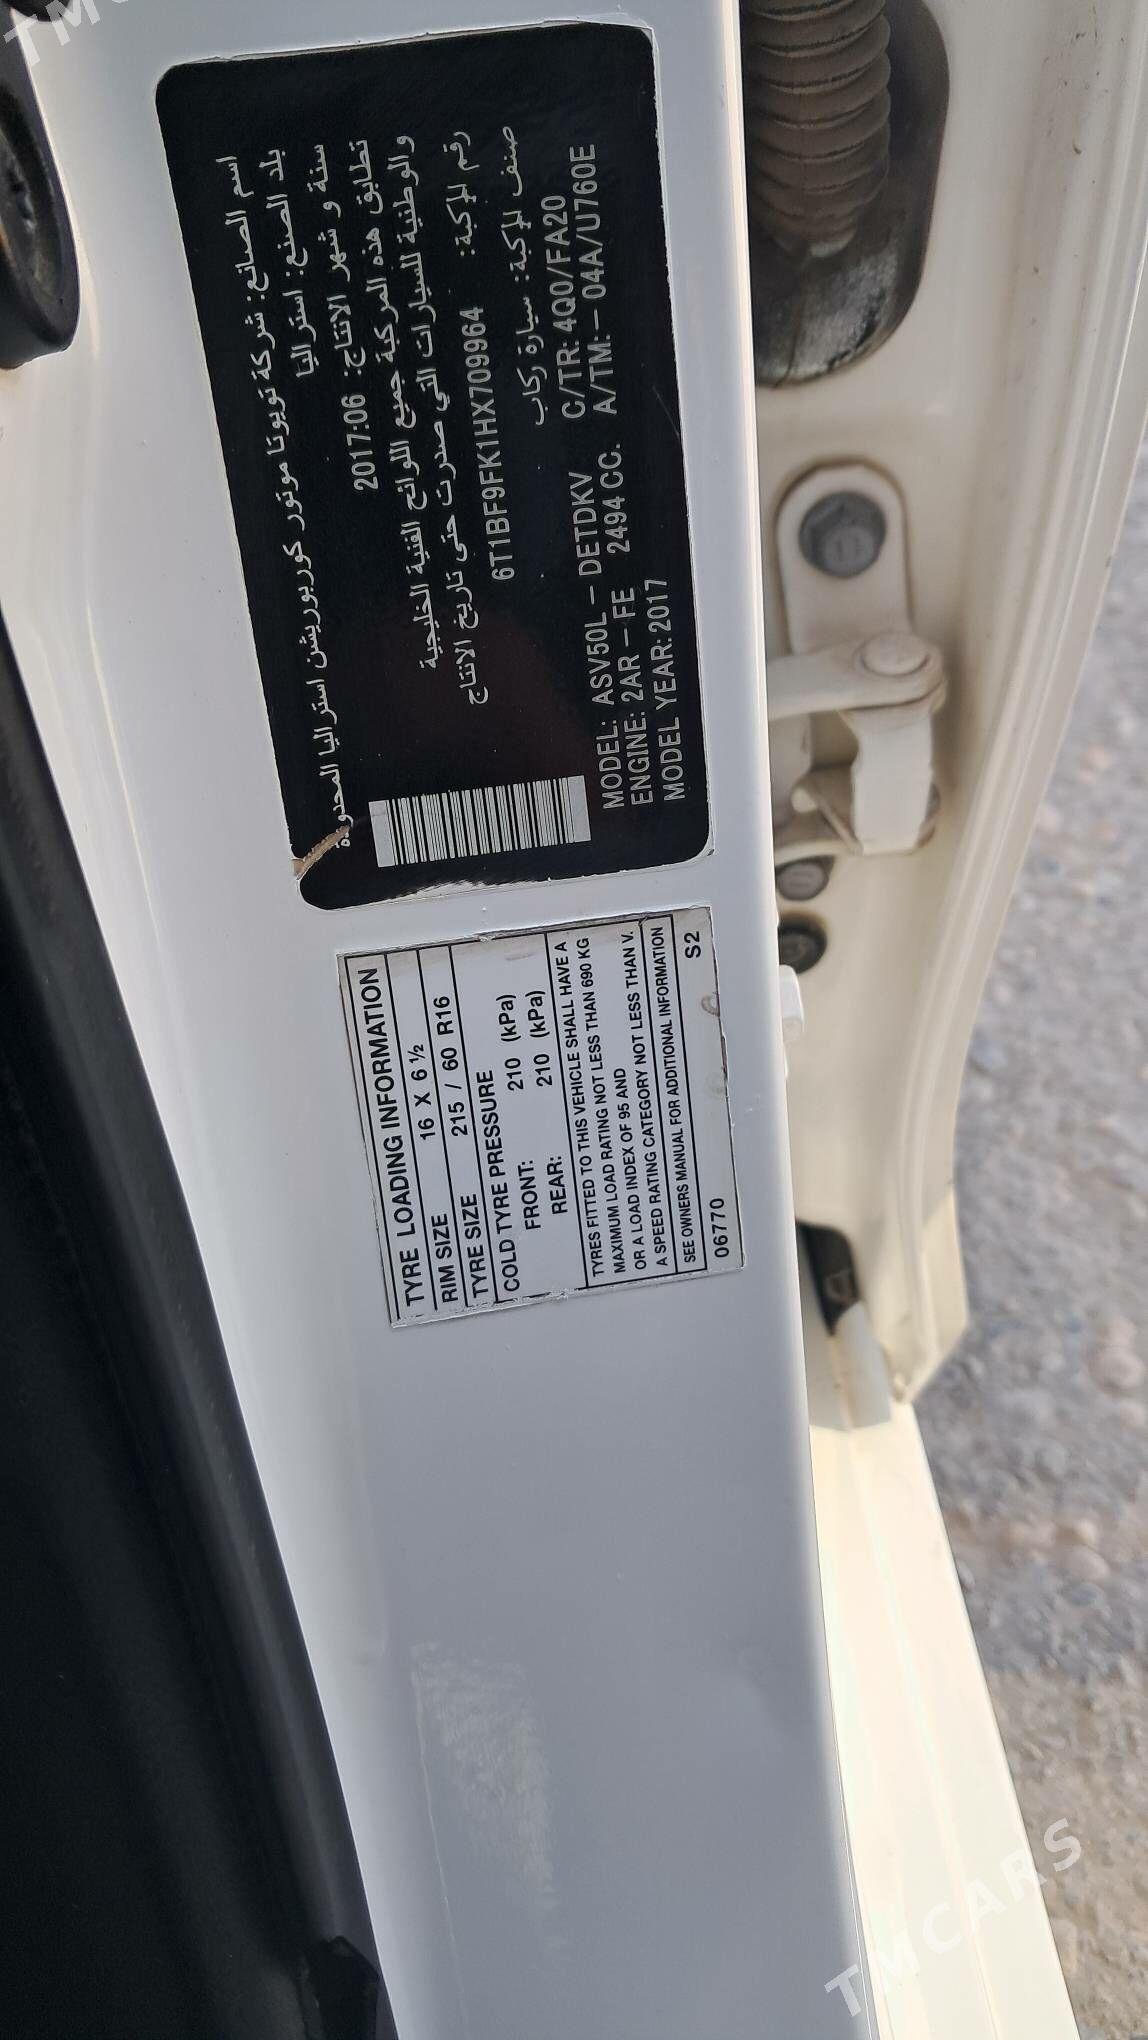 اسم الصانع: شركة تويوتا موتور كوربوريشن استراليا المحدودة
بلد الصنع: استراليا
سنة و شهر الانتاج: 2017:06
تطابق هذه المركبة جميع اللوائح الفنية الخليجية
والوطنية للسيارات التي صدرت حتى تاريخ الانتاج
رقم المركبة: 6T1BF9FK1HX709964
صنف المركبة: سيارة ركاب
MODEL: ASV50L - DETDKV C/TR: 4Q0/FA20
ENGINE: 2AR - FE 2494 CC. A/TM: - 04A/U760E
MODEL YEAR: 2017
TYRE LOADING INFORMATION
RIM SIZE 16 X 6 ½
TYRE SIZE 215 / 60 R16
COLD TYRE PRESSURE
FRONT: 210 (kPa)
REAR: 210 (kPa)
TYRES FITTED TO THIS VEHICLE SHALL HAVE A
MAXIMUM LOAD RATING NOT LESS THAN 690 KG
OR A LOAD INDEX OF 95 AND
A SPEED RATING CATEGORY NOT LESS THAN V.
SEE OWNERS MANUAL FOR ADDITIONAL INFORMATION
06770 S2
TMCARS